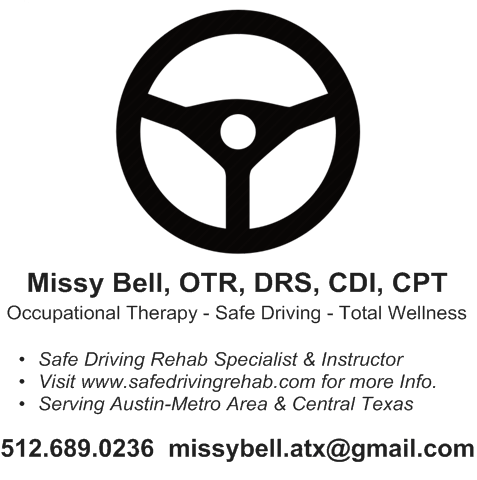 Missy Bell, OTR, DRS, CDI, CPT
Occupational Therapy - Safe Driving - Total Wellness
• Safe Driving Rehab Specialist & Instructor
• Visit www.safedrivingrehab.com for more Info.
• Serving Austin-Metro Area & Central Texas
512.689.0236 missybell.atx@gmail.com